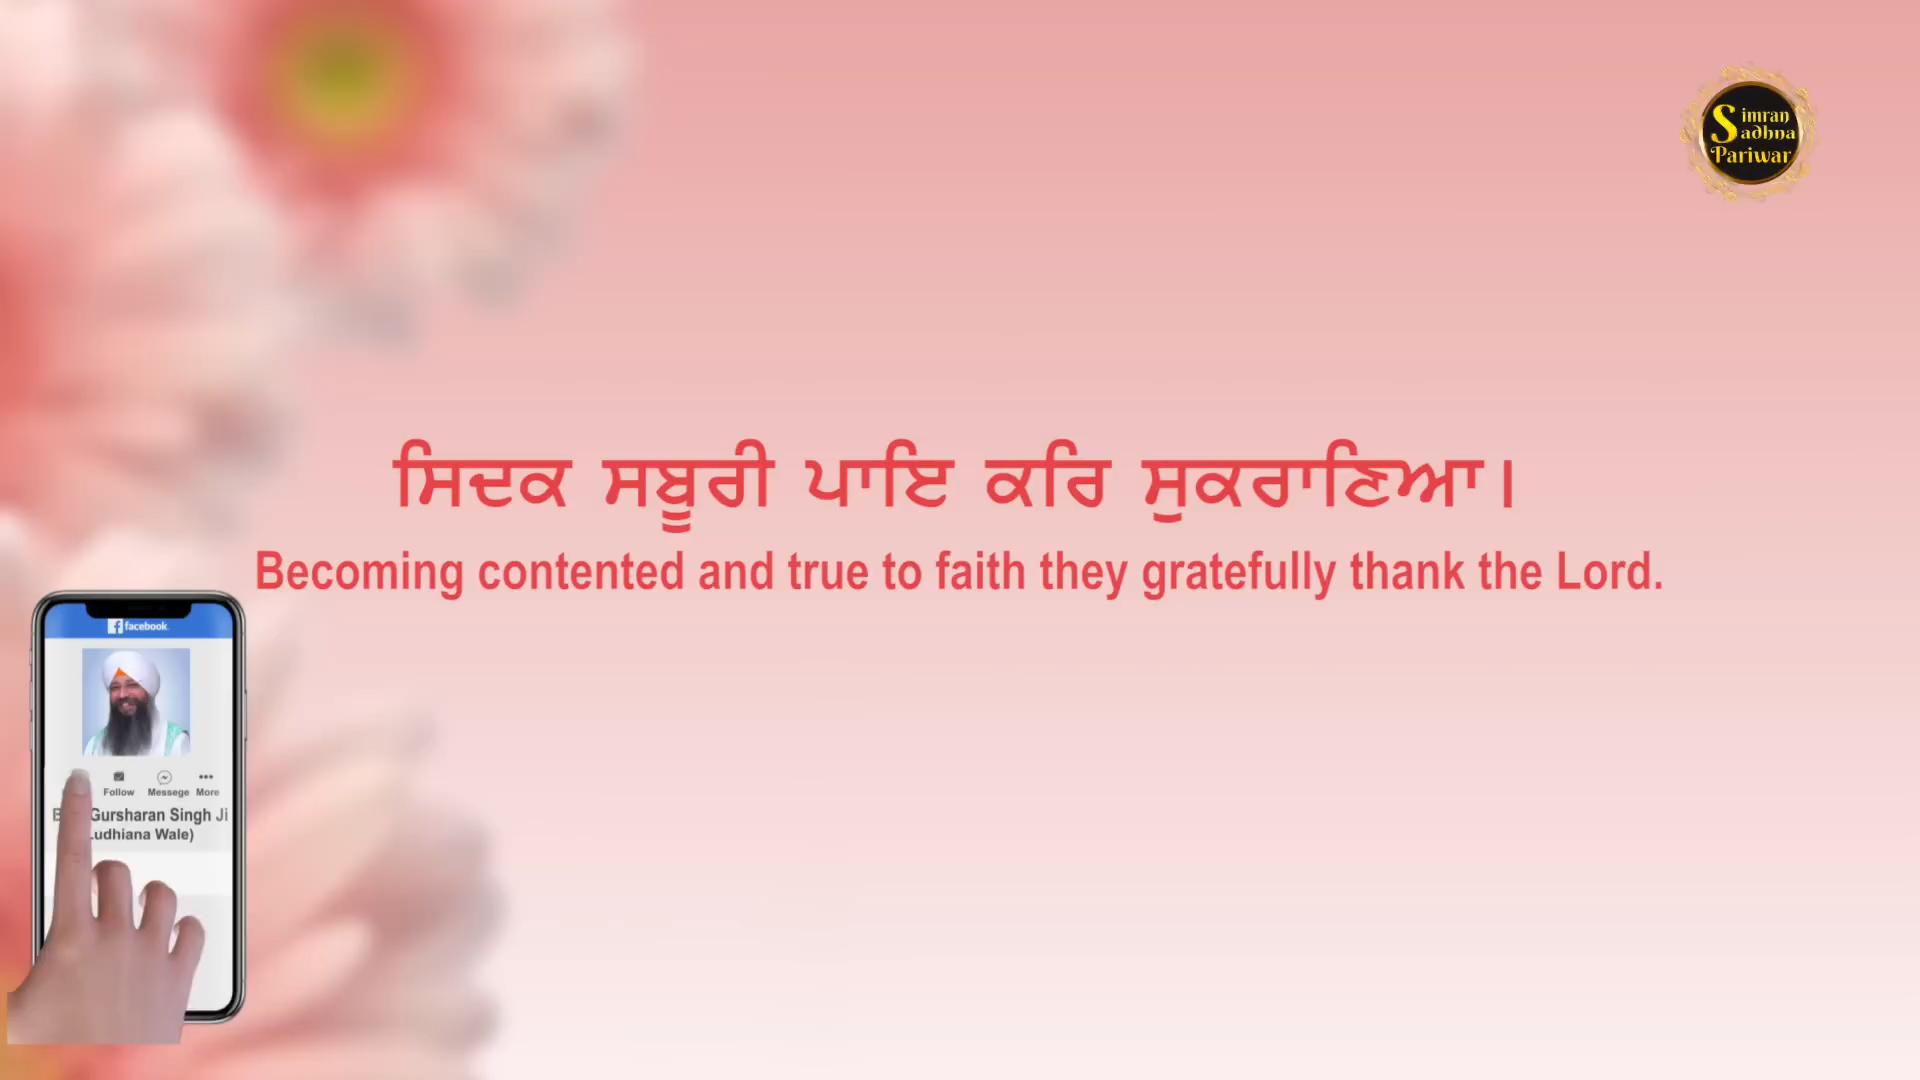 Simran
Sadhna
Pariwar
ਸਿਦਕ ਸਬੂਰੀ ਪਾਇ ਕਰਿ ਸੁਕਰਾਣਿਆ।
Becoming contented and true to faith they gratefully thank the Lord.
facebook.
Follow Messege More
Gursharan Singh Ji
Wale)